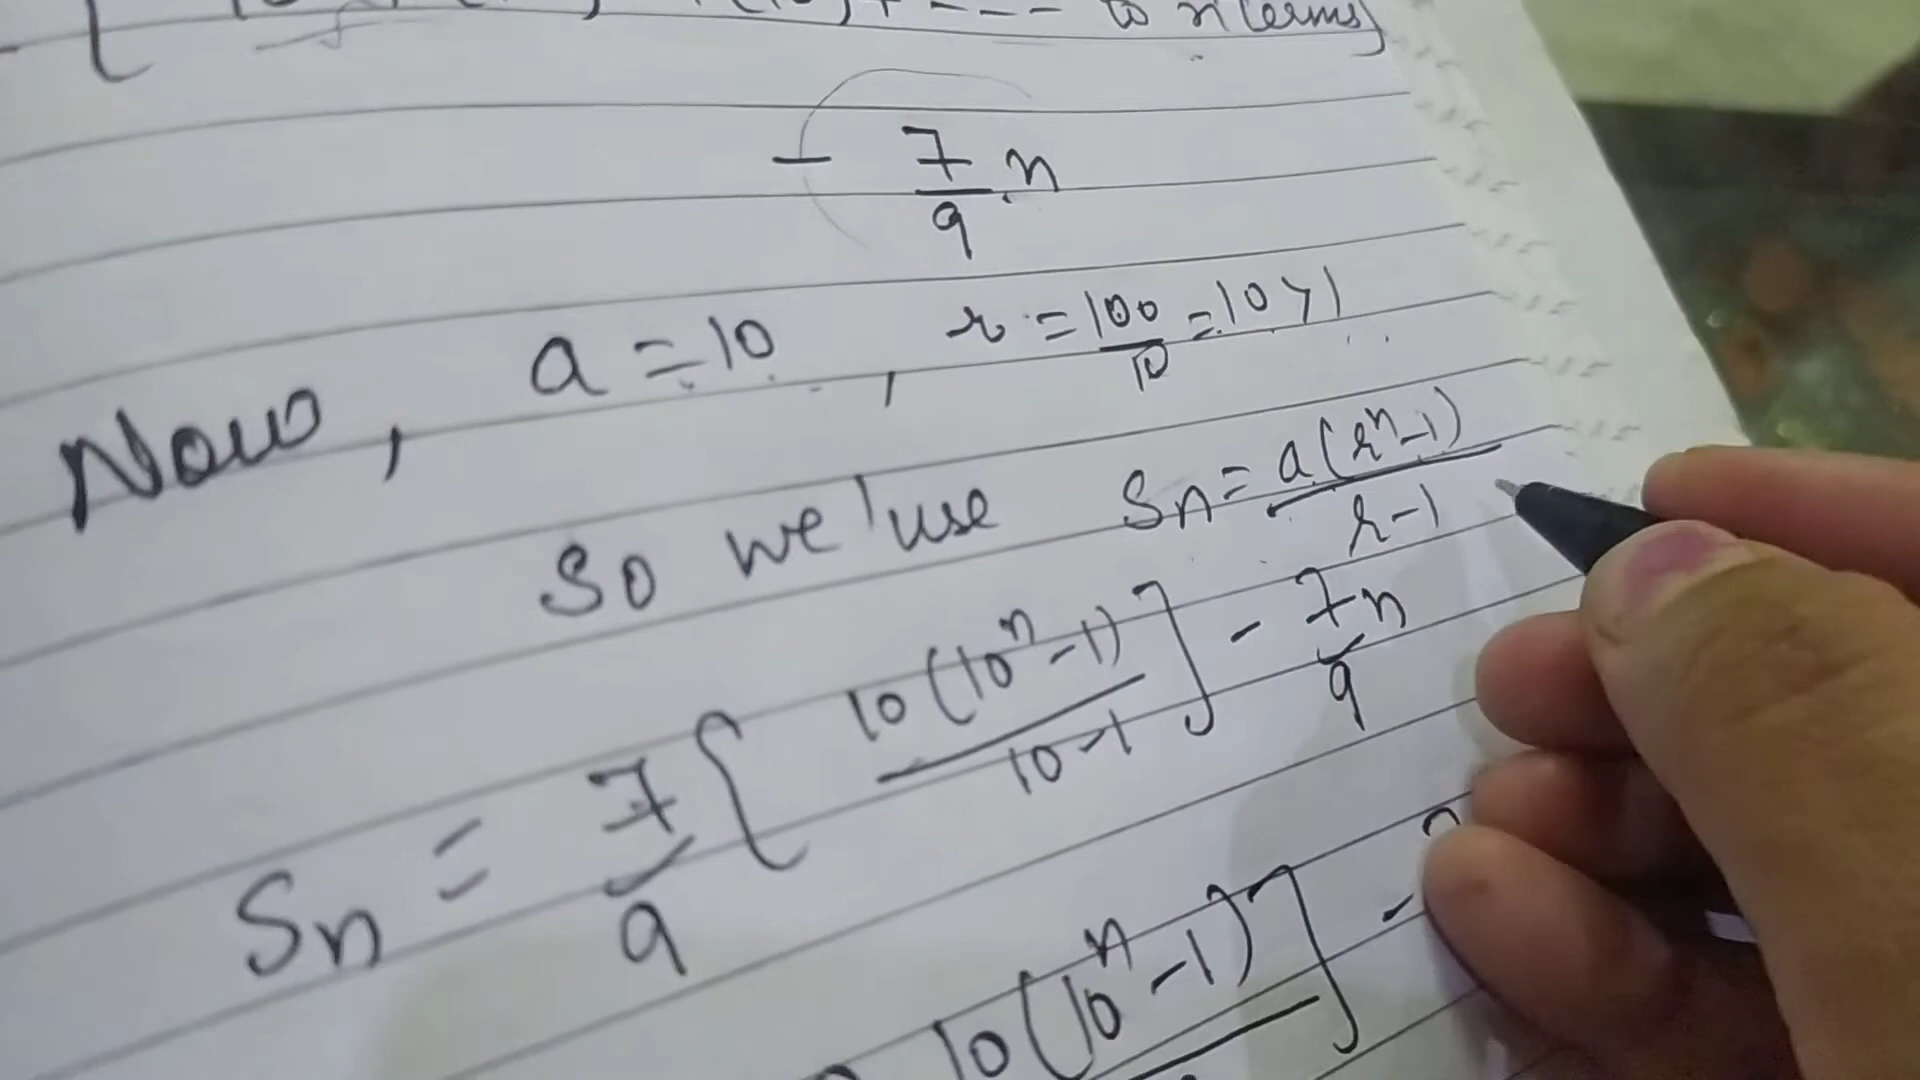 to n terms]
- 7/9 n
Now, a = 10, r = 100/10 = 10 > 1
So we use Sn = a(r^n-1)/r-1
Sn = 7/9 [10(10^n-1)/10-1] - 7n/9
10(10^n-1)] -